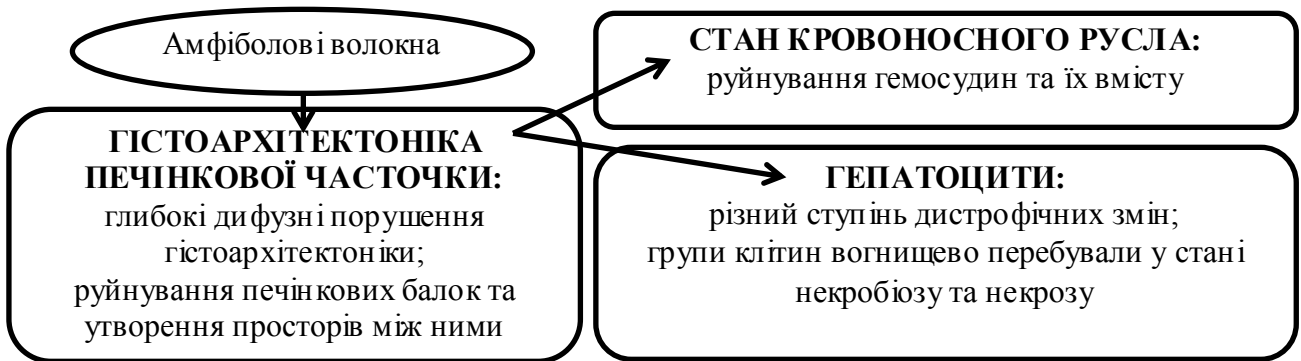 Амфіболові волокна
ГІСТОАРХІТЕКТОНІКА
ПЕЧІНКОВОЇ ЧАСТОЧКИ:
глибокі дифузні порушення
гістоархітектоніки;
руйнування печінкових балок та
утворення просторів між ними
СТАН КРОВОНОСНОГО РУСЛА:
руйнування гемосудин та їх вмісту
ГЕПАТОЦИТИ:
різний ступінь дистрофічних змін;
групи клітин вогнищево перебували у стані
некробіозу та некрозу